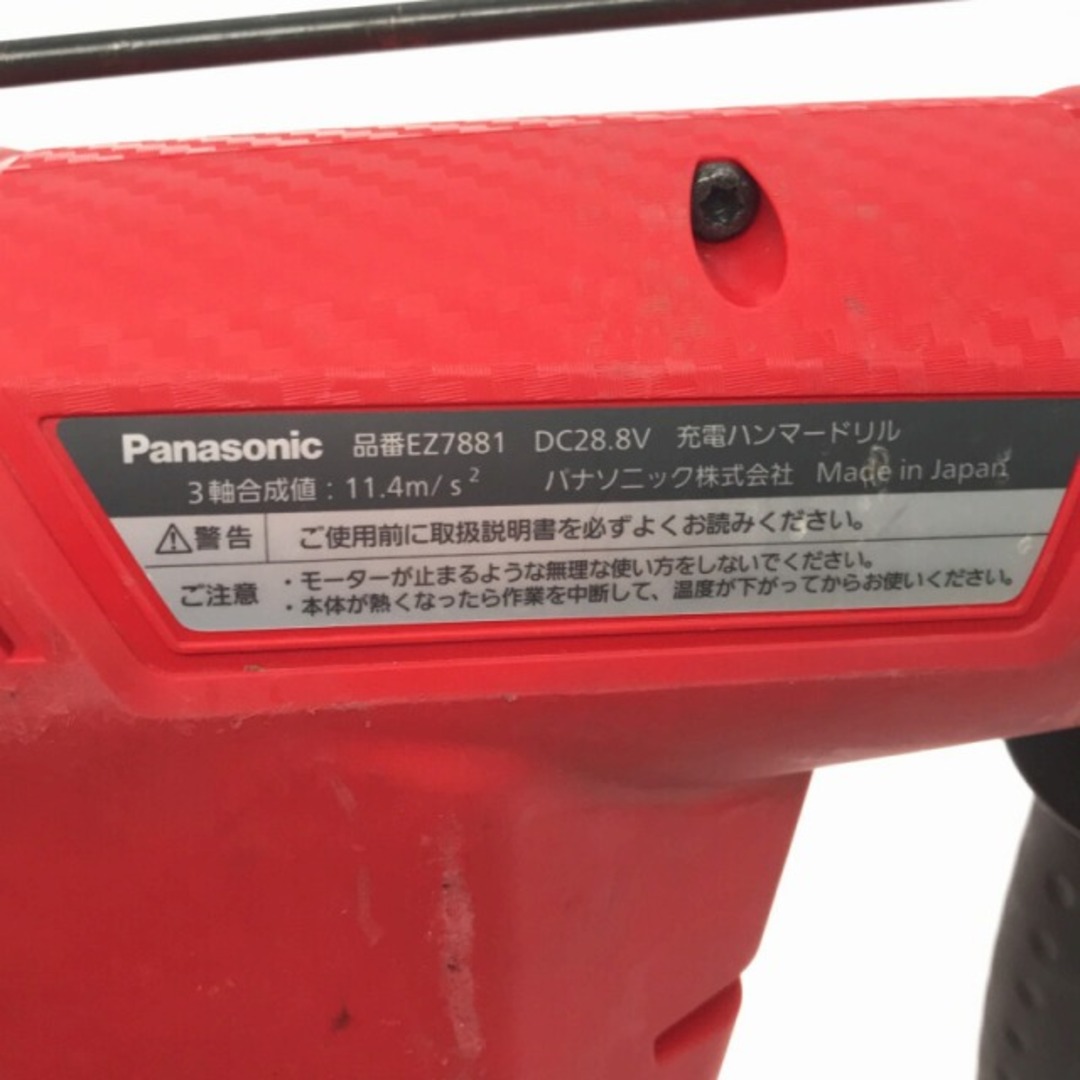 Panasonic 品番EZ7881 DC28.8V 充電ハンマードリル
3軸合成値：11.4m/s² パナソニック株式会社 Made in Japan
⚠警告 ご使用前に取扱説明書を必ずよくお読みください。
ご注意 ・モーターが止まるような無理な使い方をしないでください。
・本体が熱くなったら作業を中断して、温度が下がってからお使いください。